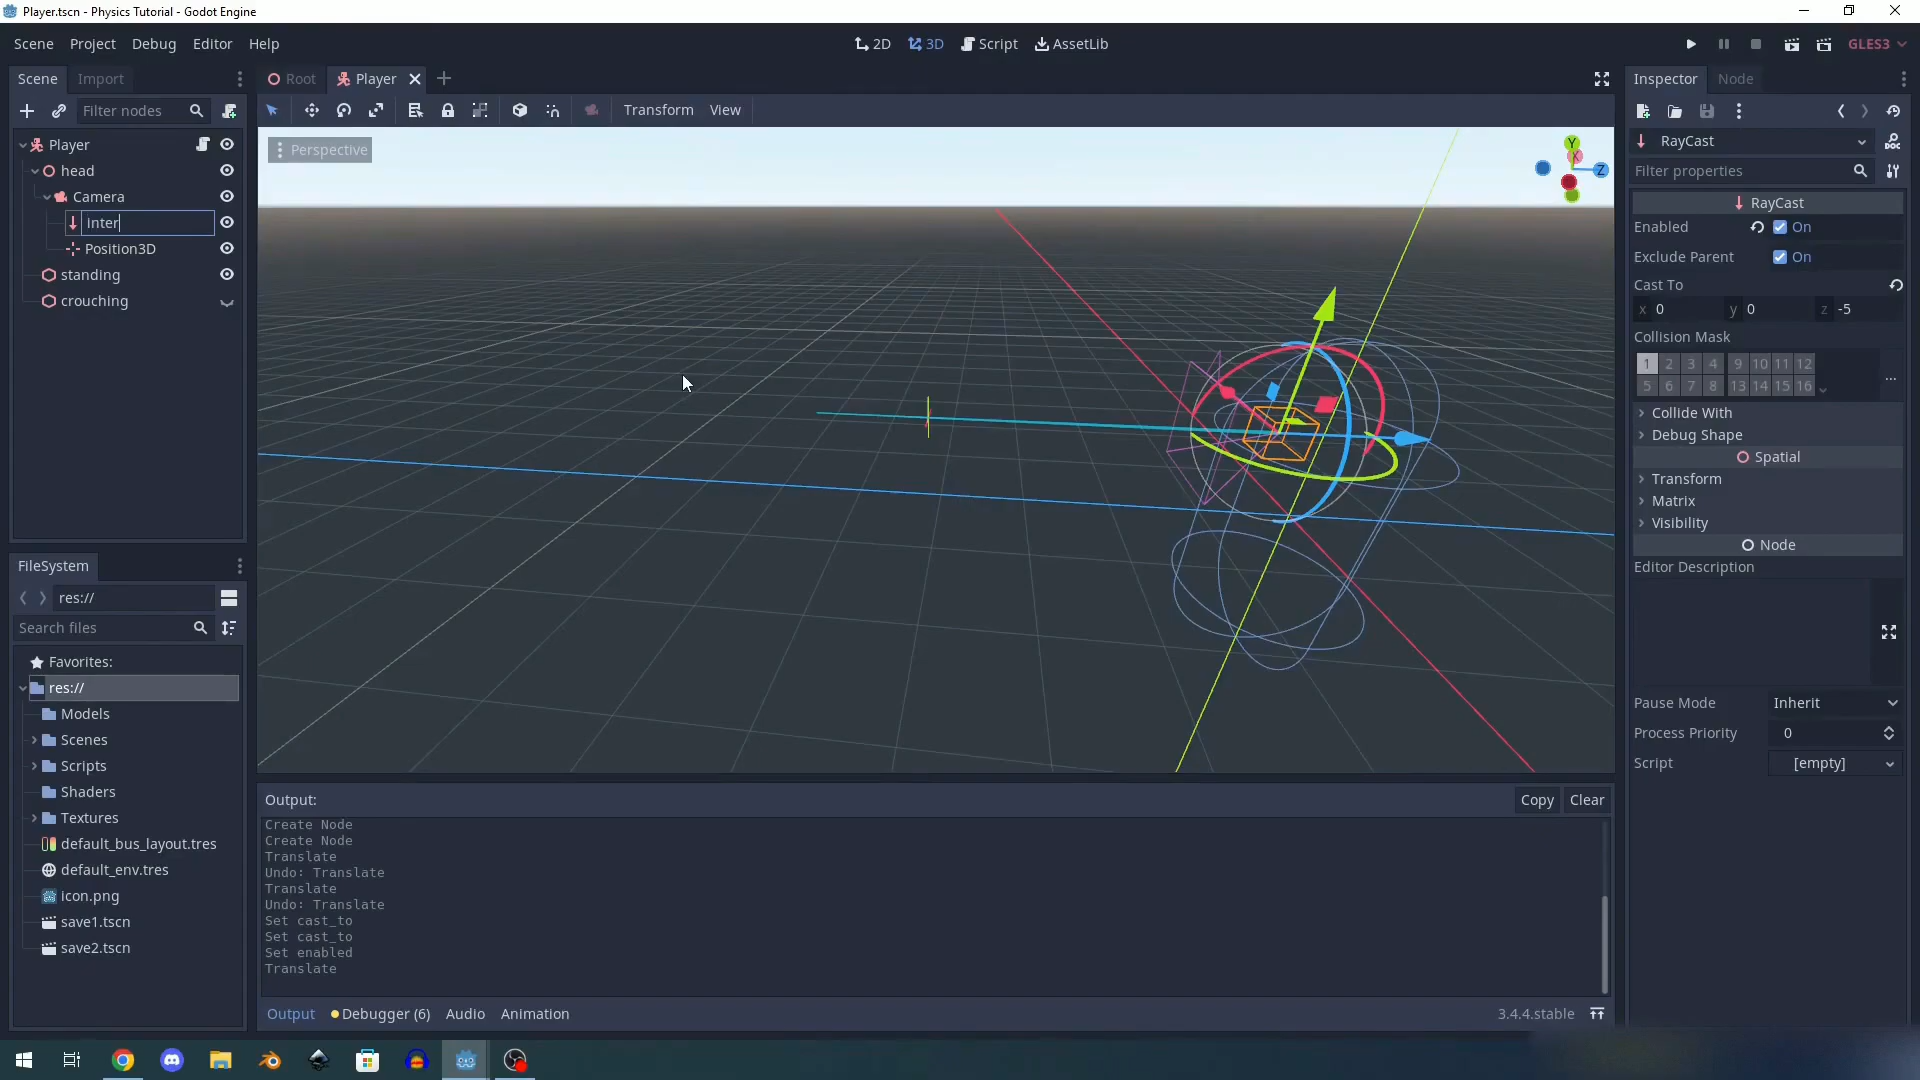 Player.tscn - Physics Tutorial - Godot Engine
Scene Project Debug Editor Help
2D 3D Script AssetLib
GLES3
Scene Import
Root Player
Inspector Node
Filter nodes
Transform View
RayCast
Filter properties
Player
head
Camera
inter
Position3D
standing
crouching
Perspective
Y
X
Z
RayCast
Enabled On
Exclude Parent On
Cast To
x 0 y 0 z -5
Collision Mask
1 2 3 4 9 10 11 12
5 6 7 8 13 14 15 16
Collide With
Debug Shape
Spatial
Transform
Matrix
Visibility
Node
Editor Description
Pause Mode Inherit
Process Priority 0
Script [empty]
FileSystem
res://
Search files
Favorites:
res://
Models
Scenes
Scripts
Shaders
Textures
default_bus_layout.tres
default_env.tres
icon.png
save1.tscn
save2.tscn
Output:
Copy Clear
Create Node
Create Node
Translate
Undo: Translate
Translate
Undo: Translate
Set cast_to
Set cast_to
Set enabled
Translate
Output Debugger (6) Audio Animation
3.4.4.stable